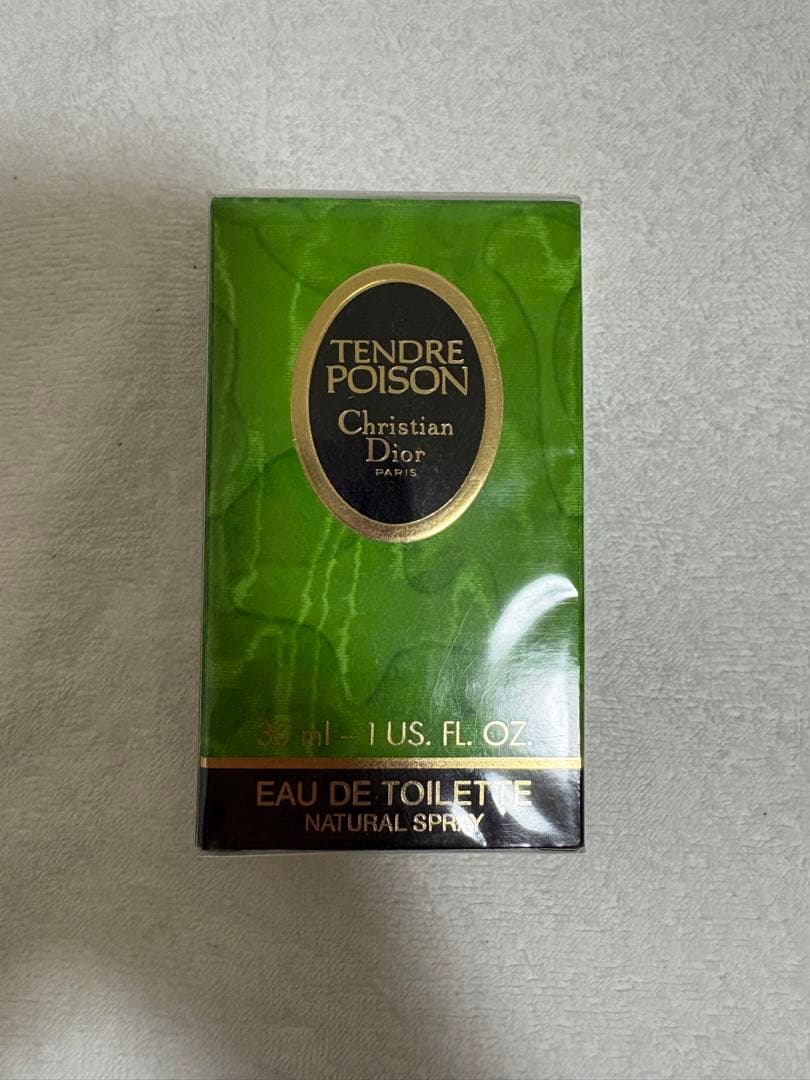 TENDRE
POISON
Christian
Dior
PARIS
30 ml – 1 US. FL. OZ.
EAU DE TOILETTE
NATURAL SPRAY